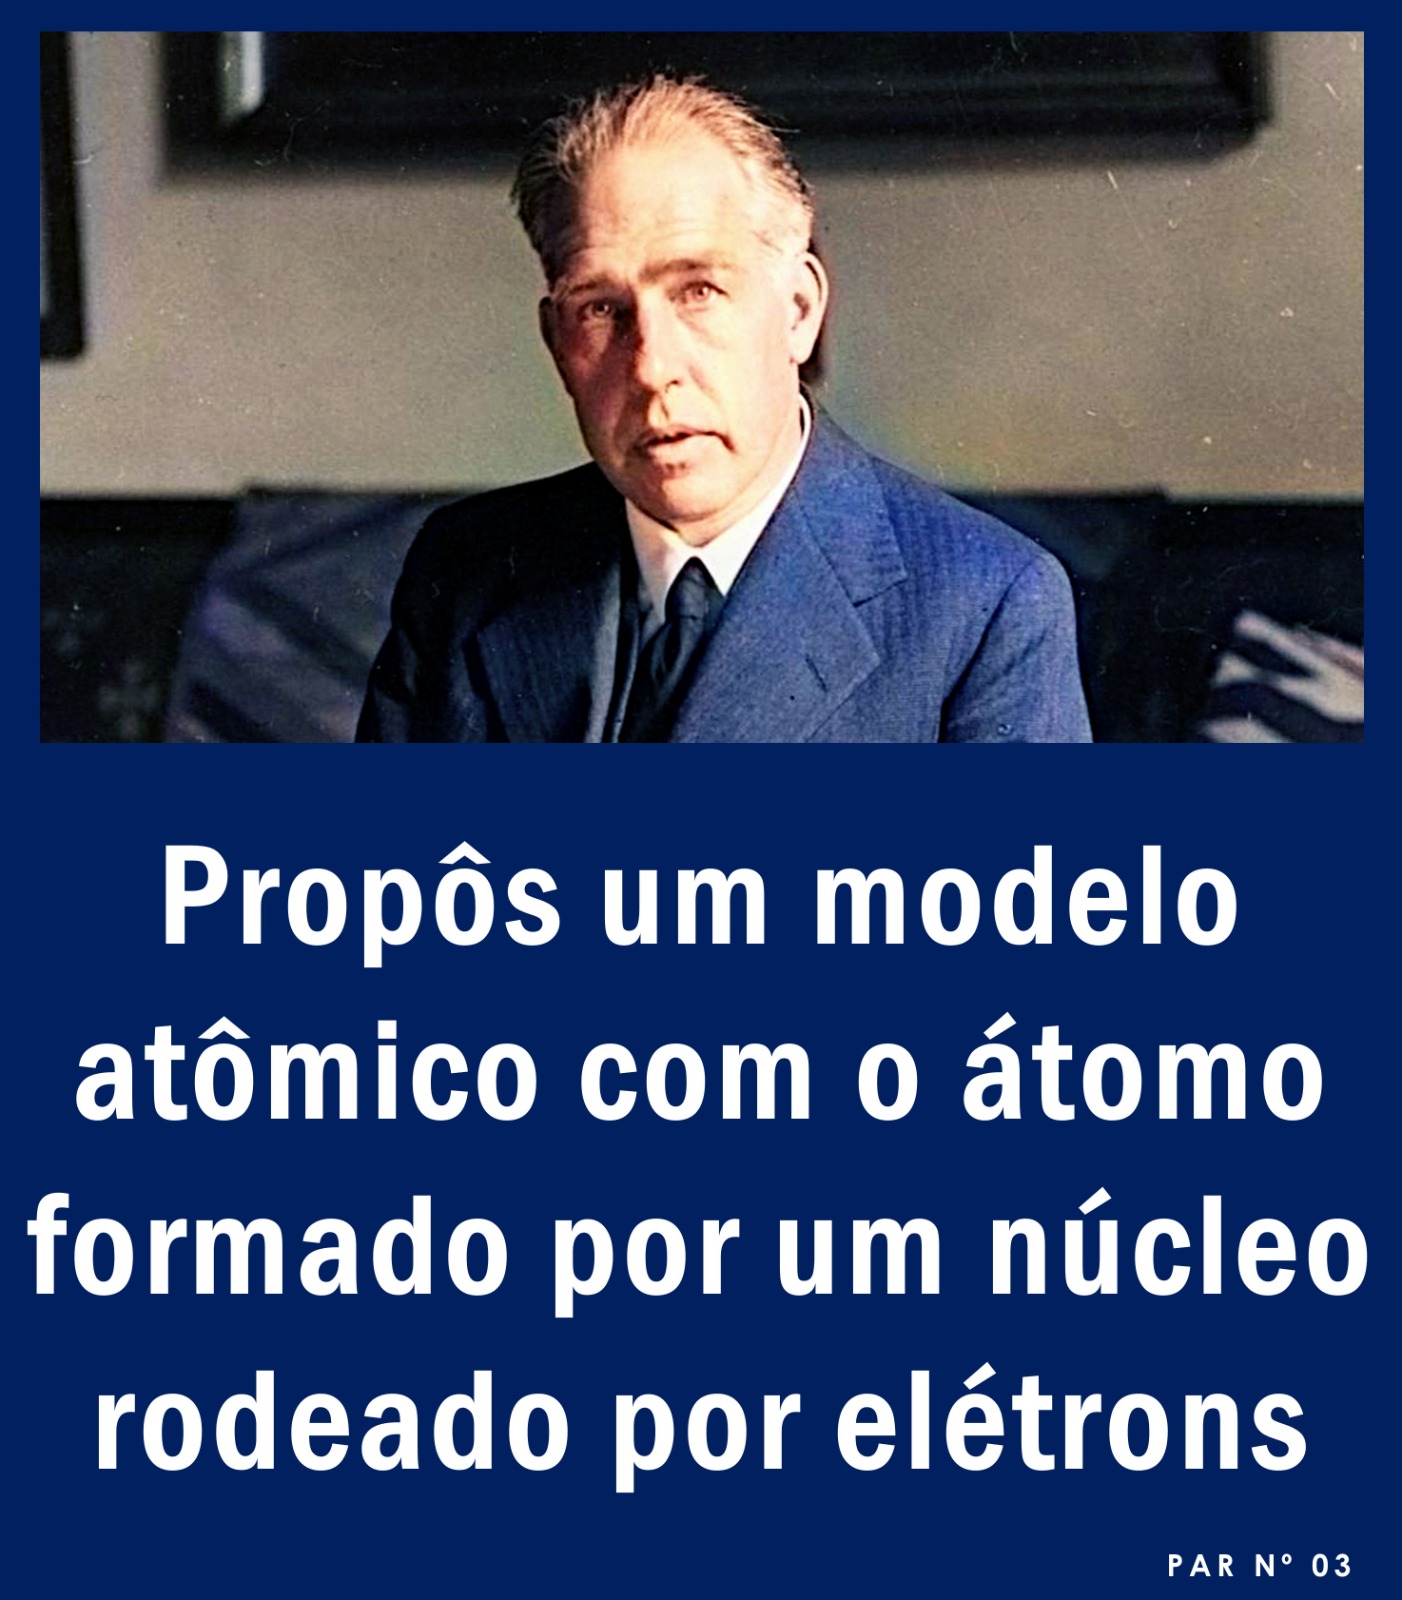 Propôs um modelo
atômico com o átomo
formado por um núcleo
rodeado por elétrons
PAR Nº 03